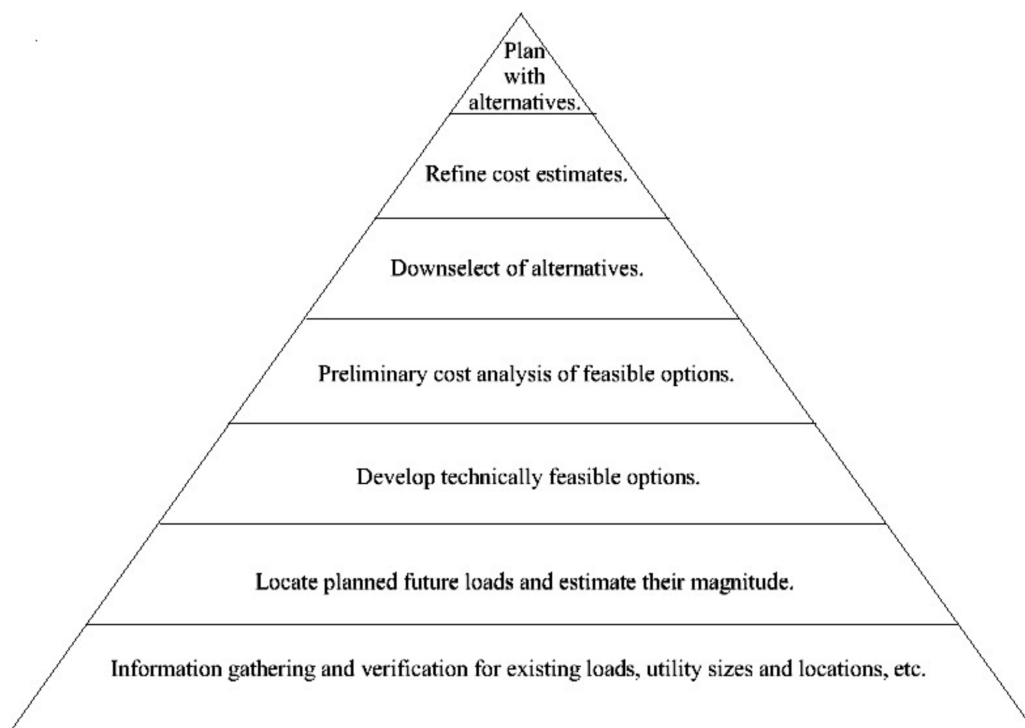 Plan
with
alternatives.
Refine cost estimates.
Downselect of alternatives.
Preliminary cost analysis of feasible options.
Develop technically feasible options.
Locate planned future loads and estimate their magnitude.
Information gathering and verification for existing loads, utility sizes and locations, etc.